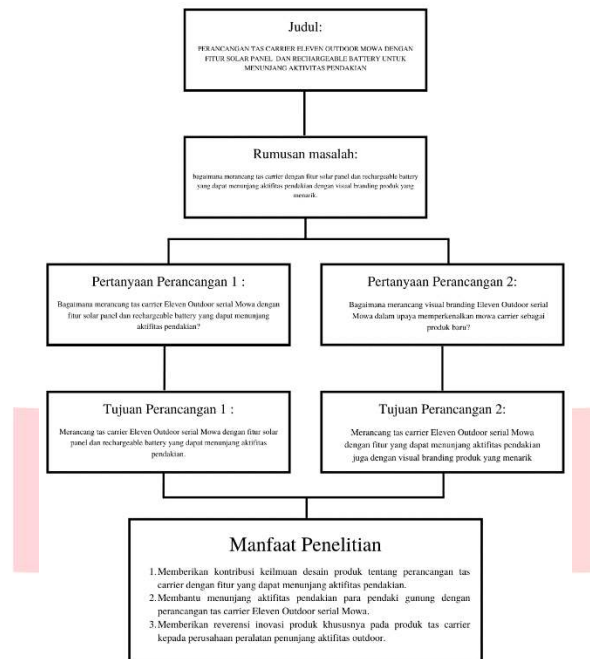 Judul:
PERANCANGAN TAS CARRIER ELEVEN OUTDOOR MOWA DENGAN
FITUR SOLAR PANEL DAN RECHARGEABLE BATTERY UNTUK
MENUNJANG AKTIVITAS PENDAKIAN
Rumusan masalah:
bagaimana merancang tas carrier dengan fitur solar panel dan rechargeable battery
yang dapat menunjang aktifitas pendakian dengan visual branding produk yang
menarik.
Pertanyaan Perancangan 1 :
Bagaimana merancang tas carrier Eleven Outdoor serial Mowa dengan
fitur solar panel dan rechargeable battery yang dapat menunjang
aktifitas pendakian?
Pertanyaan Perancangan 2:
Bagaimana merancang visual branding Eleven Outdoor serial
Mowa dalam upaya memperkenalkan mowa carrier sebagai
produk baru?
Tujuan Perancangan 1 :
Merancang tas carrier Eleven Outdoor serial Mowa dengan fitur solar
panel dan rechargeable battery yang dapat menunjang aktifitas
pendakian.
Tujuan Perancangan 2:
Merancang tas carrier Eleven Outdoor serial Mowa
dengan fitur yang dapat menunjang aktifitas pendakian
juga dengan visual branding produk yang menarik
Manfaat Penelitian
1. Memberikan kontribusi keilmuan desain produk tentang perancangan tas
carrier dengan fitur yang dapat menunjang aktifitas pendakian.
2. Membantu menunjang aktifitas pendakian para pendaki gunung dengan
perancangan tas carrier Eleven Outdoor serial Mowa.
3. Memberikan reverensi inovasi produk khususnya pada produk tas carrier
kepada perusahaan peralatan penunjang aktifitas outdoor.